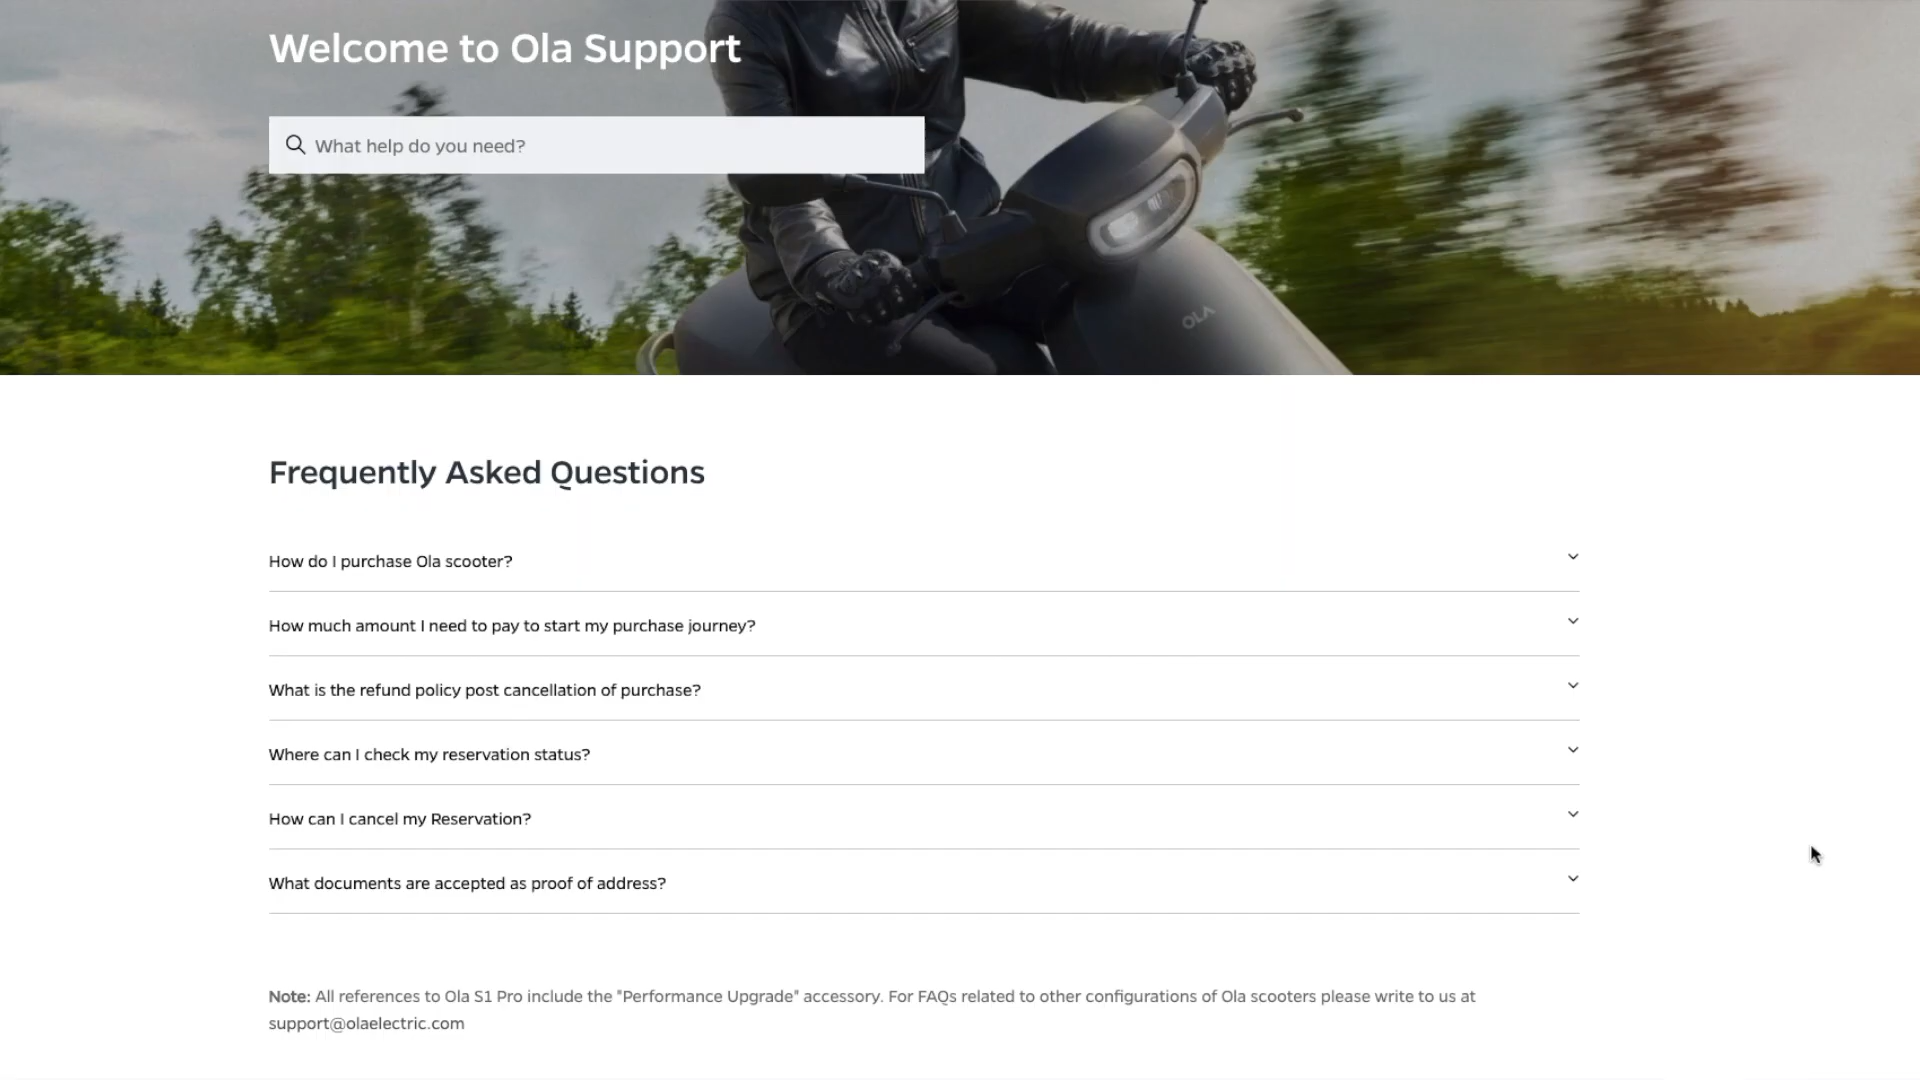 Welcome to Ola Support
What help do you need?
OLA
Frequently Asked Questions
How do I purchase Ola scooter?
How much amount I need to pay to start my purchase journey?
What is the refund policy post cancellation of purchase?
Where can I check my reservation status?
How can I cancel my Reservation?
What documents are accepted as proof of address?
Note: All references to Ola S1 Pro include the "Performance Upgrade" accessory. For FAQs related to other configurations of Ola scooters please write to us at
support@olaelectric.com